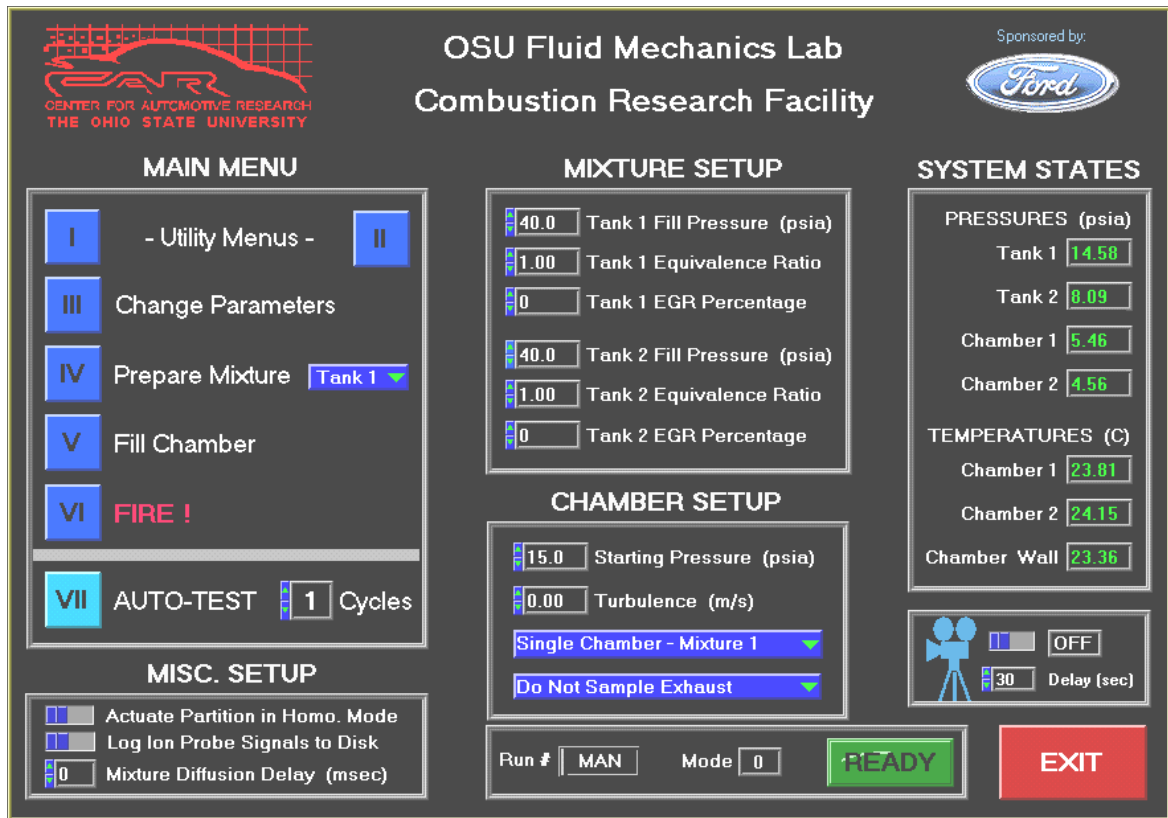 CAR
CENTER FOR AUTOMOTIVE RESEARCH
THE OHIO STATE UNIVERSITY
OSU Fluid Mechanics Lab
Combustion Research Facility
Sponsored by:
Ford
MAIN MENU
I - Utility Menus - II
III Change Parameters
IV Prepare Mixture Tank 1
V Fill Chamber
VI FIRE !
VII AUTO-TEST 1 Cycles
MISC. SETUP
Actuate Partition in Homo. Mode
Log Ion Probe Signals to Disk
0 Mixture Diffusion Delay (msec)
MIXTURE SETUP
40.0 Tank 1 Fill Pressure (psia)
1.00 Tank 1 Equivalence Ratio
0 Tank 1 EGR Percentage
40.0 Tank 2 Fill Pressure (psia)
1.00 Tank 2 Equivalence Ratio
0 Tank 2 EGR Percentage
CHAMBER SETUP
15.0 Starting Pressure (psia)
0.00 Turbulence (m/s)
Single Chamber - Mixture 1
Do Not Sample Exhaust
Run # MAN Mode 0 READY
SYSTEM STATES
PRESSURES (psia)
Tank 1 14.58
Tank 2 8.09
Chamber 1 5.46
Chamber 2 4.56
TEMPERATURES (C)
Chamber 1 23.81
Chamber 2 24.15
Chamber Wall 23.36
OFF
30 Delay (sec)
EXIT